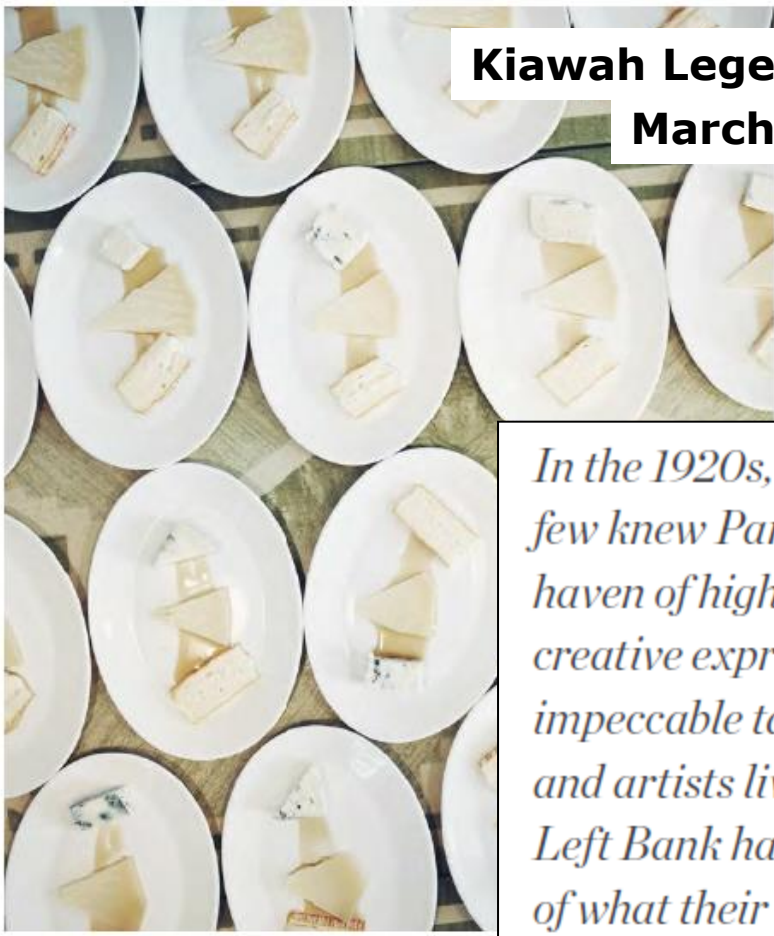 Kiawah Lege
March
In the 1920s,
few knew Par
haven of high
creative expr
impeccable ta
and artists liv
Left Bank ha
of what their